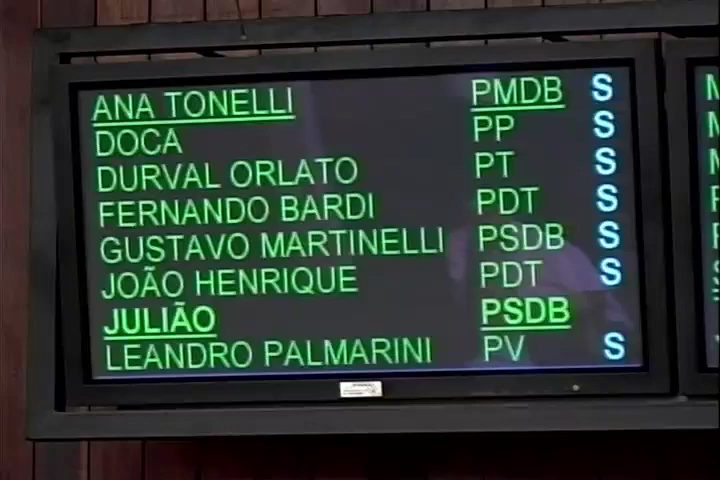 ANA TONELLI PMDB S
DOCA PP S
DURVAL ORLATO PT S
FERNANDO BARDI PDT S
GUSTAVO MARTINELLI PSDB S
JOÃO HENRIQUE PDT S
JULIÃO PSDB
LEANDRO PALMARINI PV S